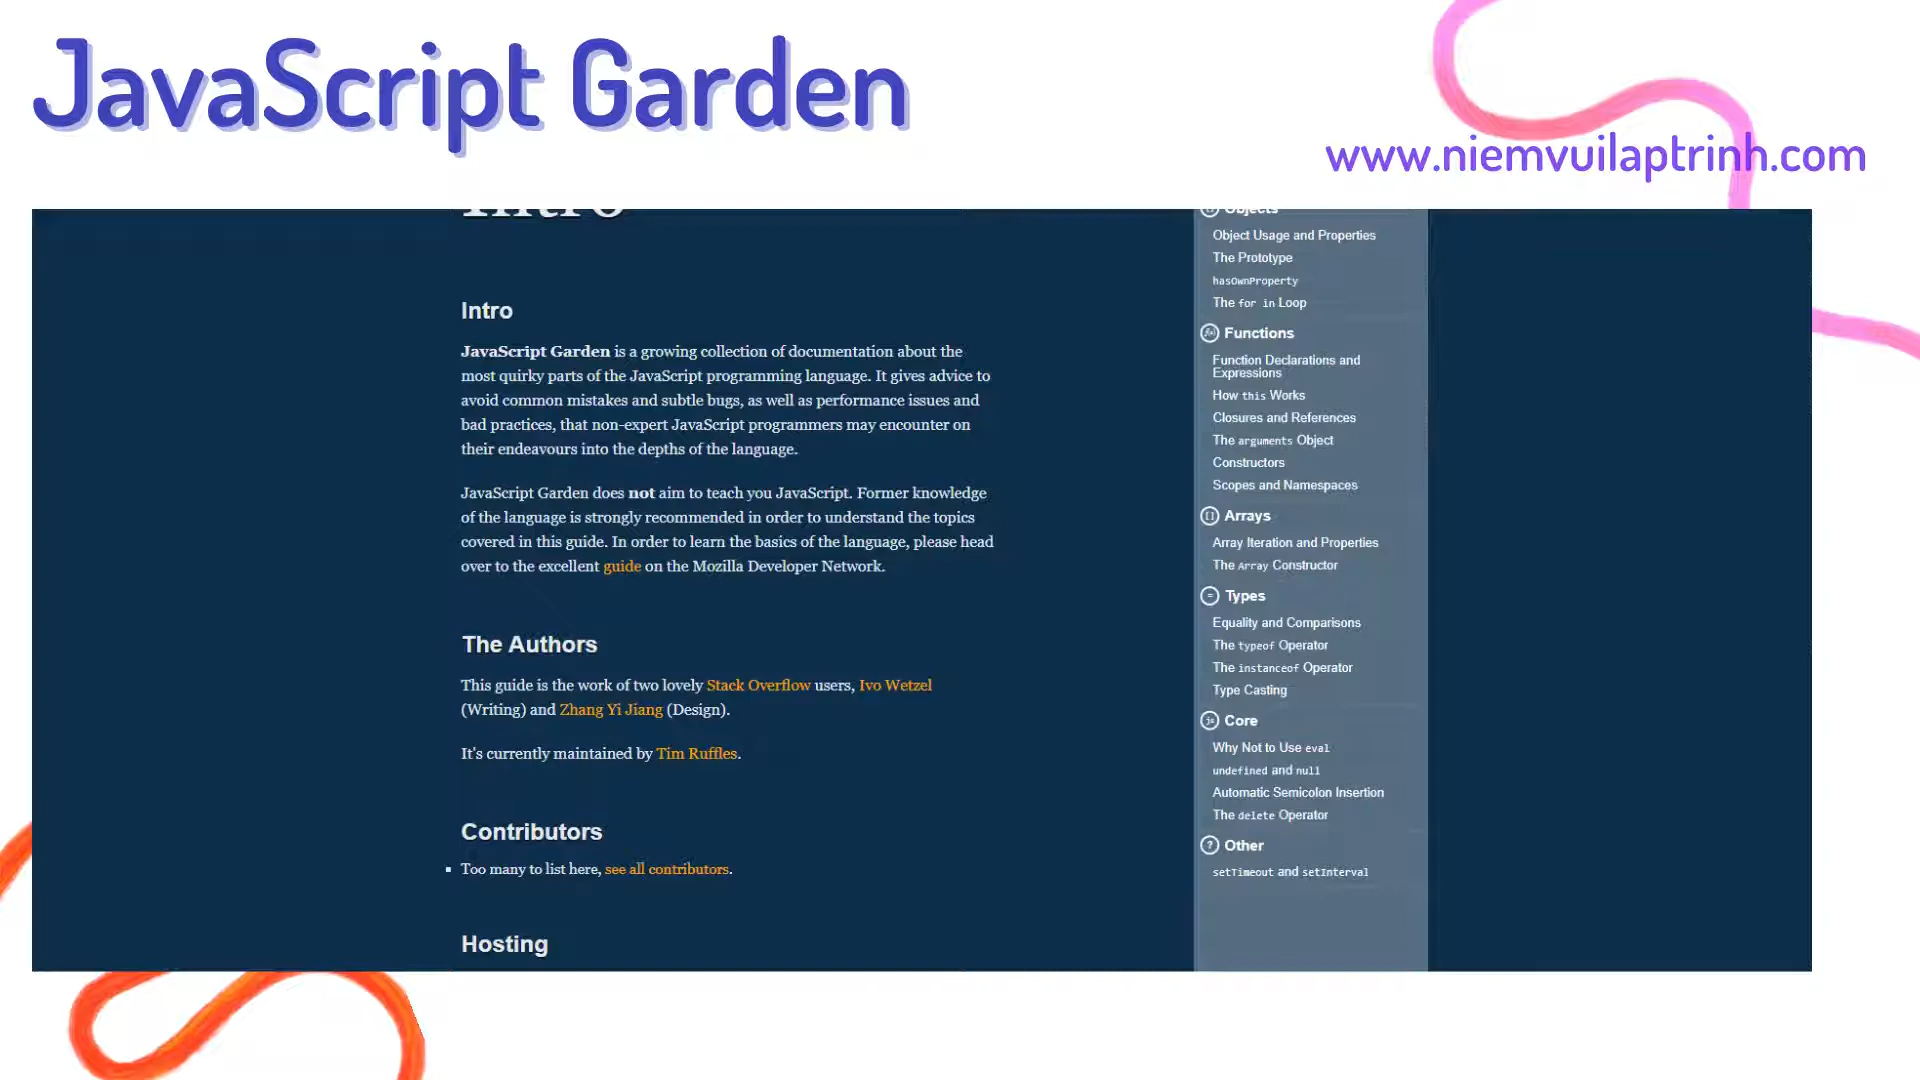 JavaScript Garden
www.niemvuilaptrinh.com
Intro
Intro
JavaScript Garden is a growing collection of documentation about the
most quirky parts of the JavaScript programming language. It gives advice to
avoid common mistakes and subtle bugs, as well as performance issues and
bad practices, that non-expert JavaScript programmers may encounter on
their endeavours into the depths of the language.
JavaScript Garden does not aim to teach you JavaScript. Former knowledge
of the language is strongly recommended in order to understand the topics
covered in this guide. In order to learn the basics of the language, please head
over to the excellent guide on the Mozilla Developer Network.
The Authors
This guide is the work of two lovely Stack Overflow users, Ivo Wetzel
(Writing) and Zhang Yi Jiang (Design).
It's currently maintained by Tim Ruffles.
Contributors
Too many to list here, see all contributors.
Hosting
Objects
Object Usage and Properties
The Prototype
hasOwnProperty
The for in Loop
Functions
Function Declarations and
Expressions
How this Works
Closures and References
The arguments Object
Constructors
Scopes and Namespaces
[] Arrays
Array Iteration and Properties
The Array Constructor
= Types
Equality and Comparisons
The typeof Operator
The instanceof Operator
Type Casting
js Core
Why Not to Use eval
undefined and null
Automatic Semicolon Insertion
The delete Operator
? Other
setTimeout and setInterval